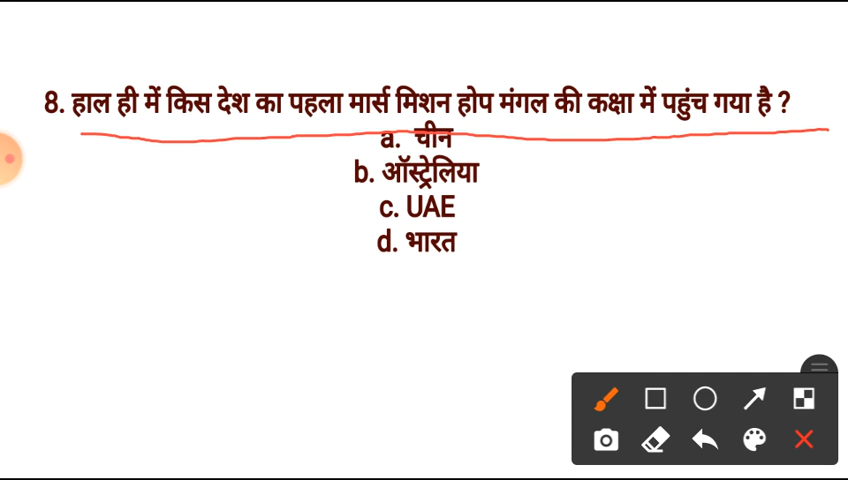 8. हाल ही में किस देश का पहला मार्स मिशन होप मंगल की कक्षा में पहुंच गया है ?
a. चीन
b. ऑस्ट्रेलिया
c. UAE
d. भारत